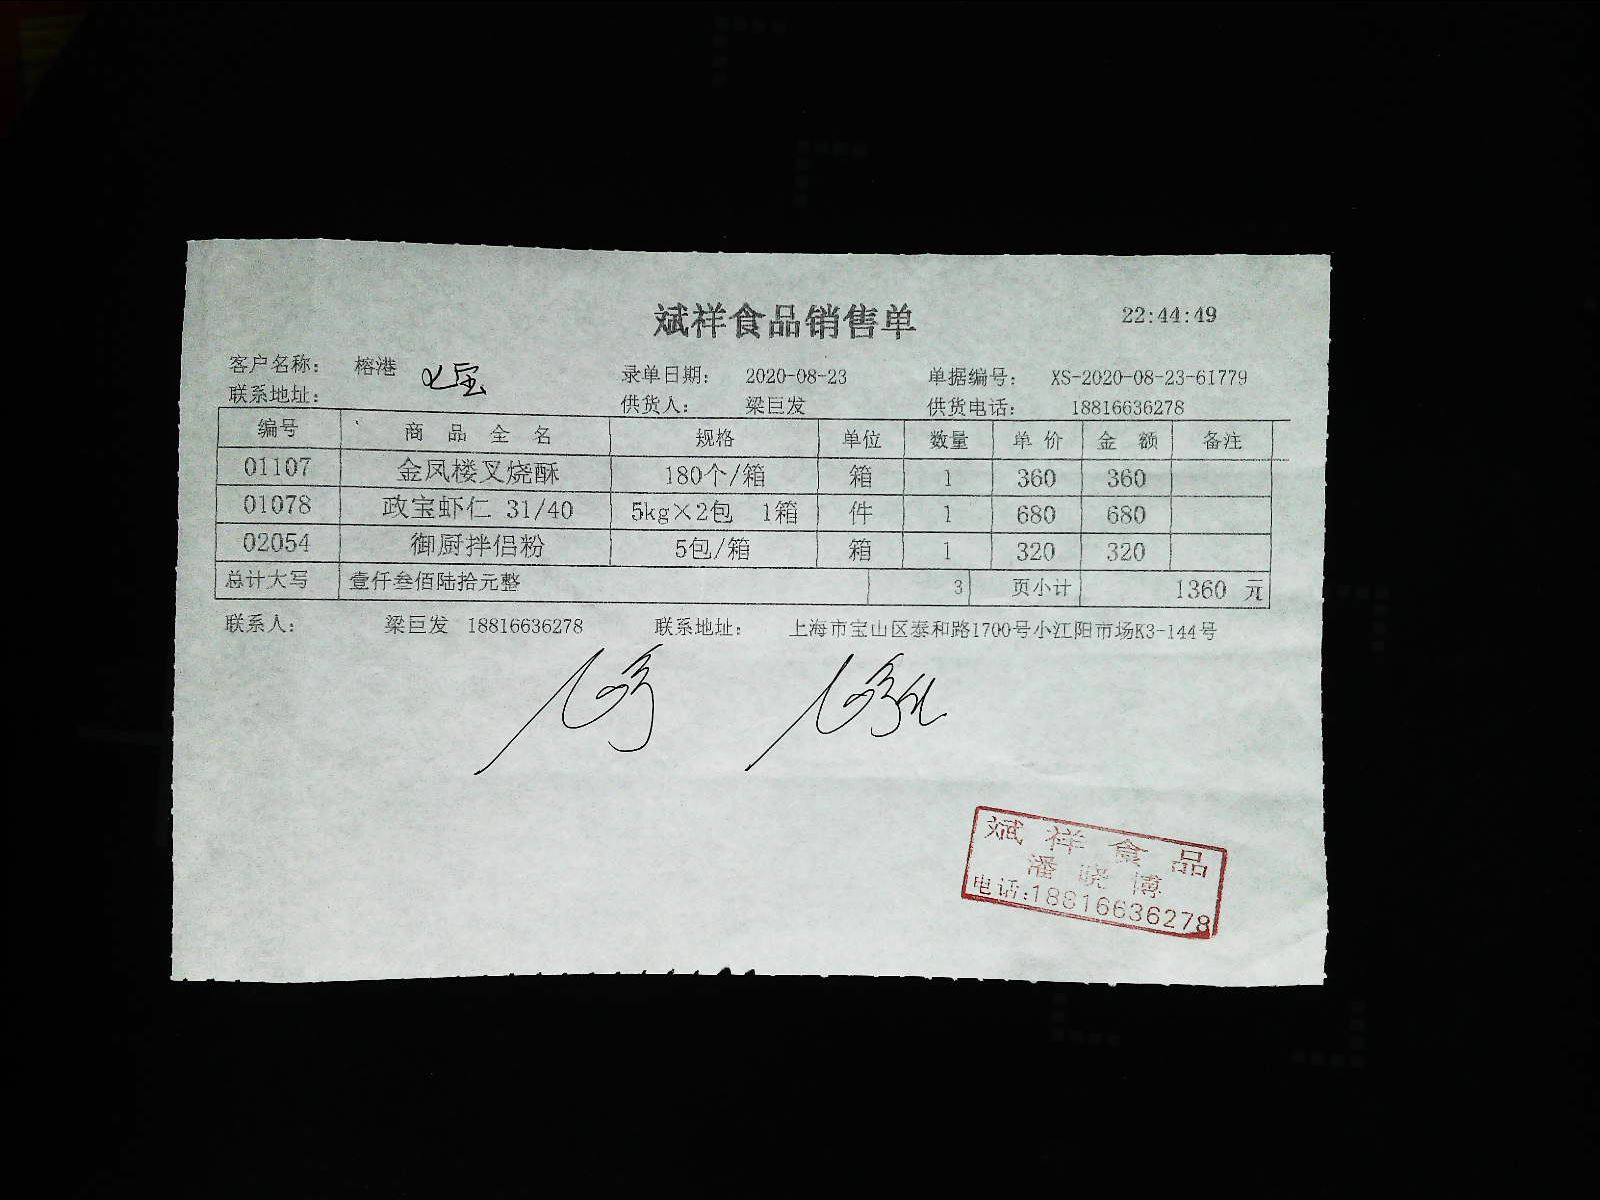 斌祥食品销售单 22:44:49
客户名称: 榕港 录单日期: 2020-08-23 单据编号: XS-2020-08-23-61779
联系地址: 供货人: 梁巨发 供货电话: 18816636278
编号 商品全名 规格 单位 数量 单价 金额 备注
01107 金凤楼叉烧酥 180个/箱 箱 1 360 360
01078 政宝虾仁 31/40 5kg×2包 1箱 件 1 680 680
02054 御厨拌侣粉 5包/箱 箱 1 320 320
总计大写 壹仟叁佰陆拾元整 3 页小计 1360 元
联系人: 梁巨发 18816636278 联系地址: 上海市宝山区泰和路1700号小江阳市场K3-144号
斌祥食品
潘晓博
电话:18816636278